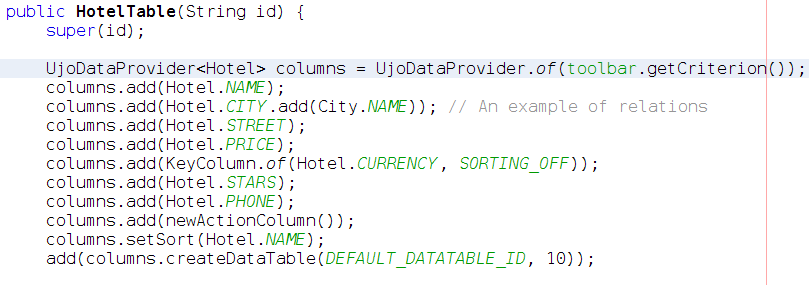 public HotelTable(String id) {
    super(id);

    UjoDataProvider<Hotel> columns = UjoDataProvider.of(toolbar.getCriterion());
    columns.add(Hotel.NAME);
    columns.add(Hotel.CITY.add(City.NAME)); // An example of relations
    columns.add(Hotel.STREET);
    columns.add(Hotel.PRICE);
    columns.add(KeyColumn.of(Hotel.CURRENCY, SORTING_OFF));
    columns.add(Hotel.STARS);
    columns.add(Hotel.PHONE);
    columns.add(newActionColumn());
    columns.setSort(Hotel.NAME);
    add(columns.createDataTable(DEFAULT_DATATABLE_ID, 10));